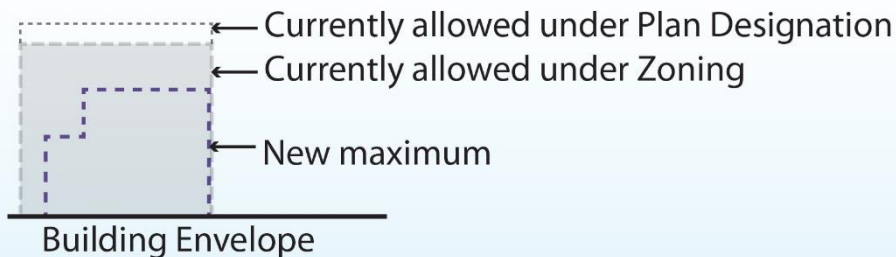 Currently allowed under Plan Designation
Currently allowed under Zoning
New maximum
Building Envelope